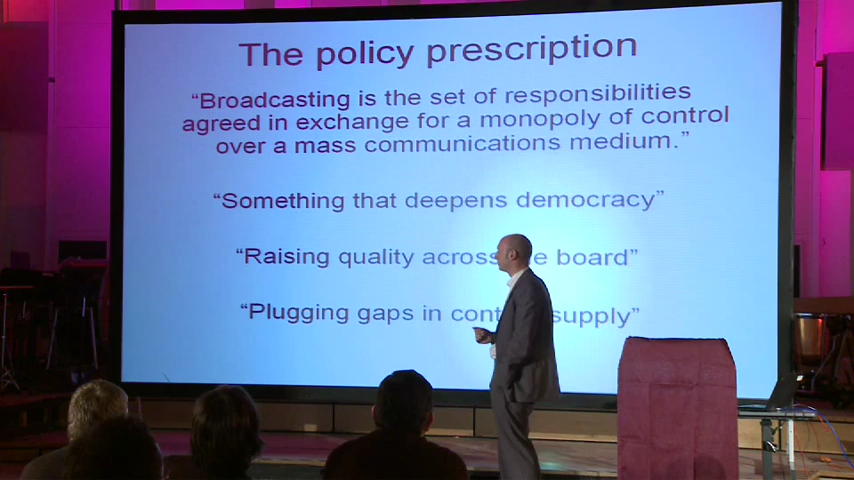 The policy prescription
“Broadcasting is the set of responsibilities
agreed in exchange for a monopoly of control
over a mass communications medium.”
“Something that deepens democracy”
“Raising quality across board”
“Plugging gaps in supply”